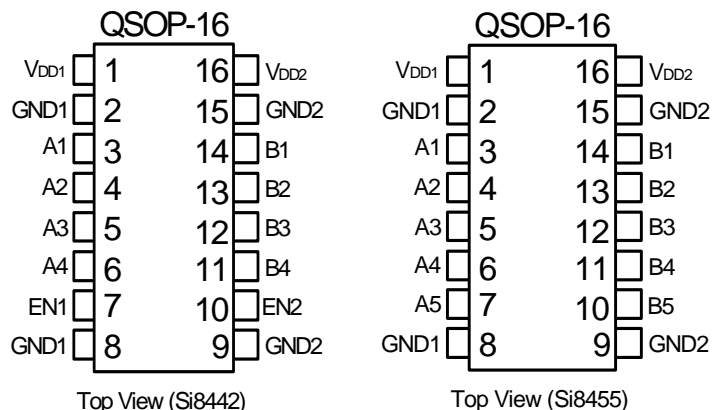 QSOP-16
VDD1 1 16 VDD2
GND1 2 15 GND2
A1 3 14 B1
A2 4 13 B2
A3 5 12 B3
A4 6 11 B4
EN1 7 10 EN2
GND1 8 9 GND2
Top View (Si8442)
QSOP-16
VDD1 1 16 VDD2
GND1 2 15 GND2
A1 3 14 B1
A2 4 13 B2
A3 5 12 B3
A4 6 11 B4
A5 7 10 B5
GND1 8 9 GND2
Top View (Si8455)